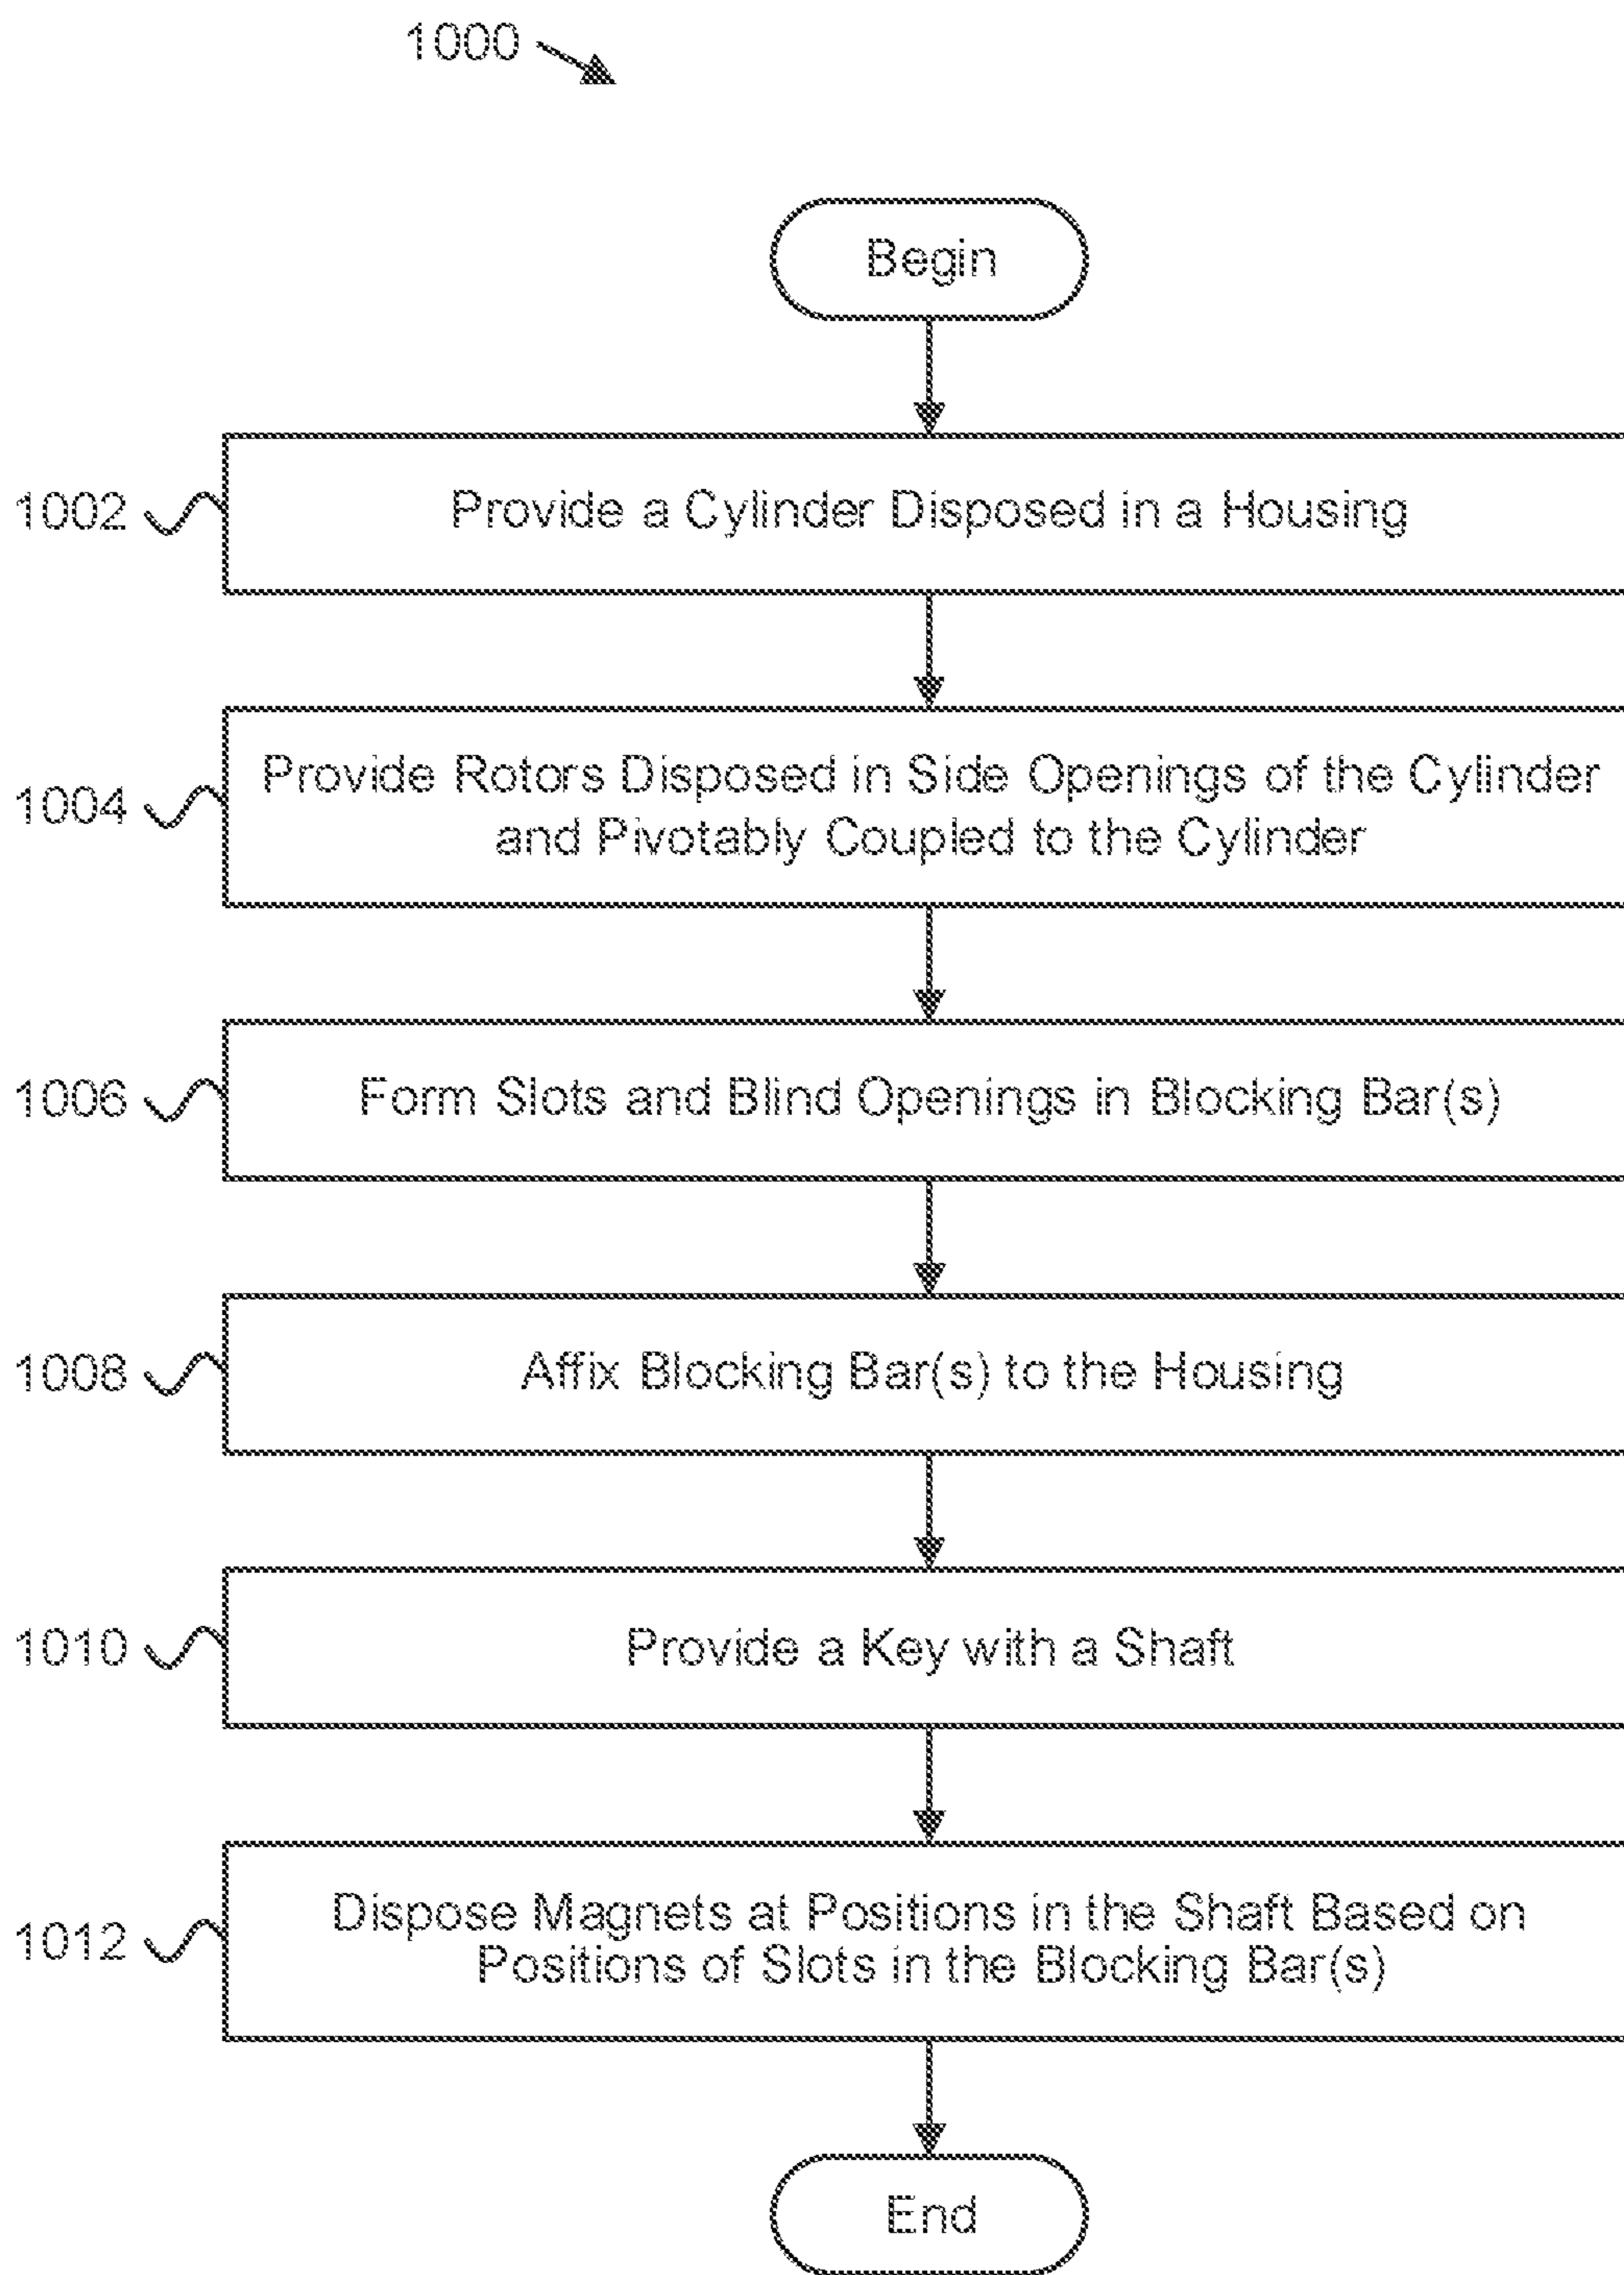 1000
Begin
1002
Provide a Cylinder Disposed in a Housing
1004
Provide Rotors Disposed in Side Openings of the Cylinder
and Pivotably Coupled to the Cylinder
1006
Form Slots and Blind Openings in Blocking Bar(s)
1008
Affix Blocking Bar(s) to the Housing
1010
Provide a Key with a Shaft
1012
Dispose Magnets at Positions in the Shaft Based on
Positions of Slots in the Blocking Bar(s)
End